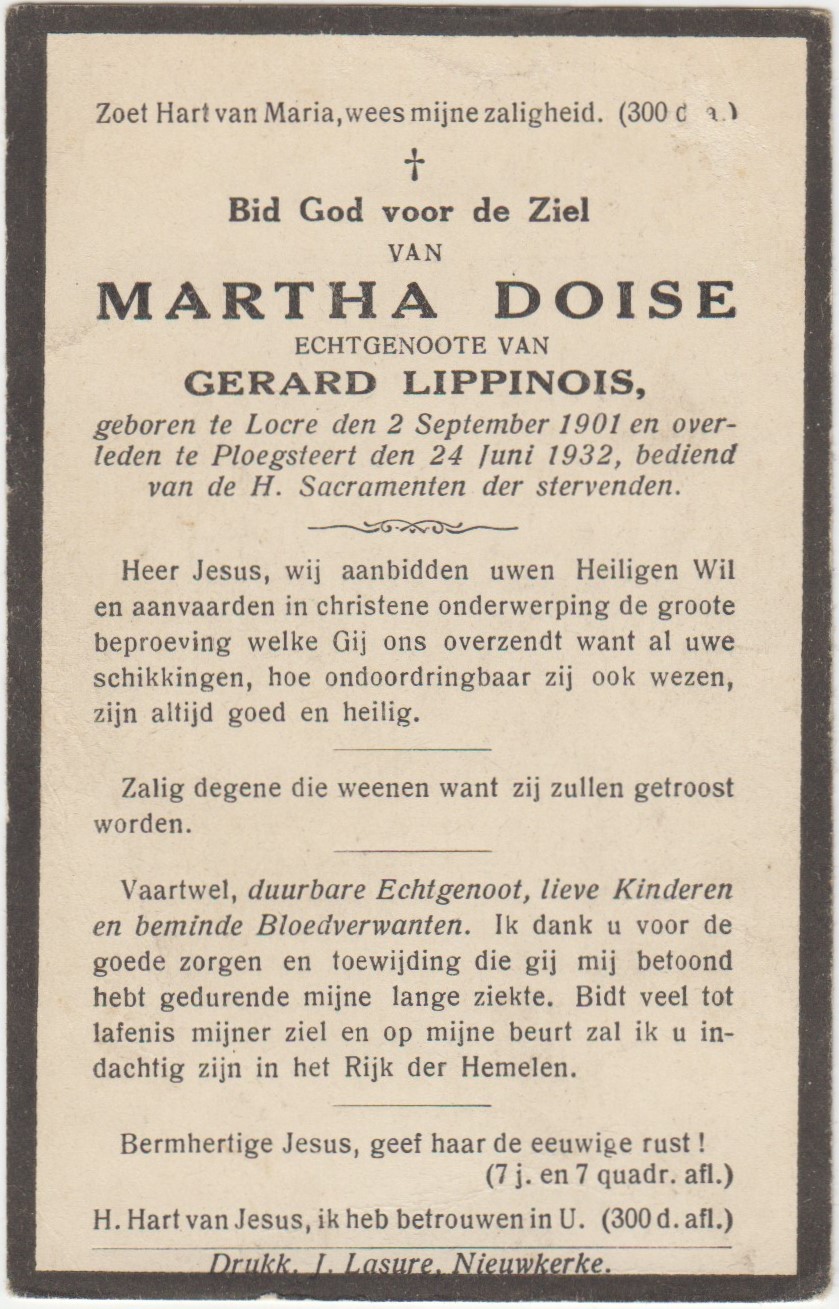 Zoet Hart van Maria, wees mijne zaligheid. (300 d
Bid God voor de Ziel
VAN
MARTHA DOISE
ECHTGENOOTE VAN
GERARD LIPPINOIS,
geboren te Locre den 2 September 1901 en over-
leden te Ploegsteert den 24 Juni 1932, bediend
van de H. Sacramenten der stervenden.
Heer Jesus, wij aanbidden uwen Heiligen Wil
en aanvaarden in christene onderwerping de groote
beproeving welke Gij ons overzendt want al uwe
schikkingen, hoe ondoordringbaar zij ook wezen,
zijn altijd goed en heilig.
Zalig degene die weenen want zij zullen getroost
worden.
Vaartwel, duurbare Echtgenoot, lieve Kinderen
en beminde Bloedverwanten. Ik dank u voor de
goede zorgen en toewijding die gij mij betoond
hebt gedurende mijne lange ziekte. Bidt veel tot
lafenis mijner ziel en op mijne beurt zal ik u in-
dachtig zijn in het Rijk der Hemelen.
Bermhertige Jesus, geef haar de eeuwige rust !
(7 j. en 7 quadr. afl.)
H. Hart van Jesus, ik heb betrouwen in U. (300 d. afl.)
Drukk. J. Lasure, Nieuwkerke.